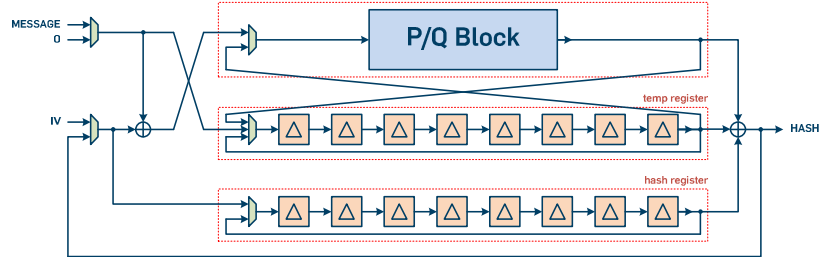 MESSAGE
0
P/Q Block
temp register
IV
HASH
hash register